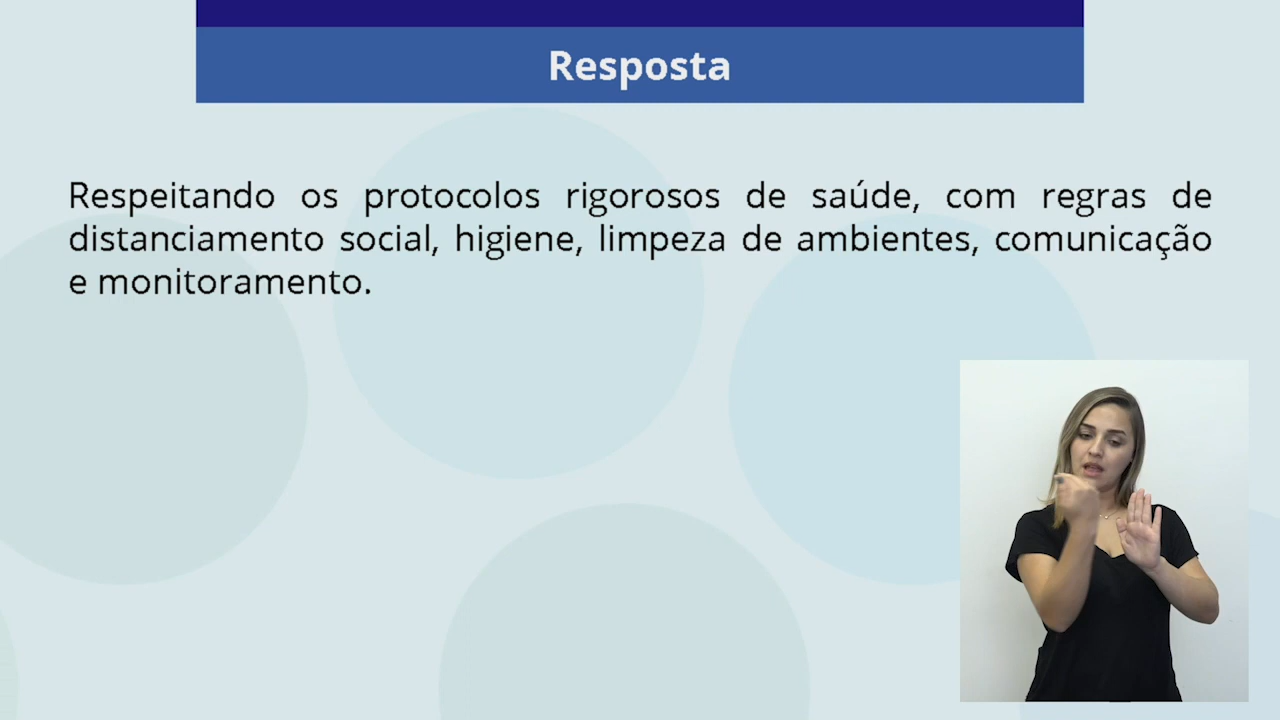 Resposta
Respeitando os protocolos rigorosos de saúde, com regras de
distanciamento social, higiene, limpeza de ambientes, comunicação
e monitoramento.